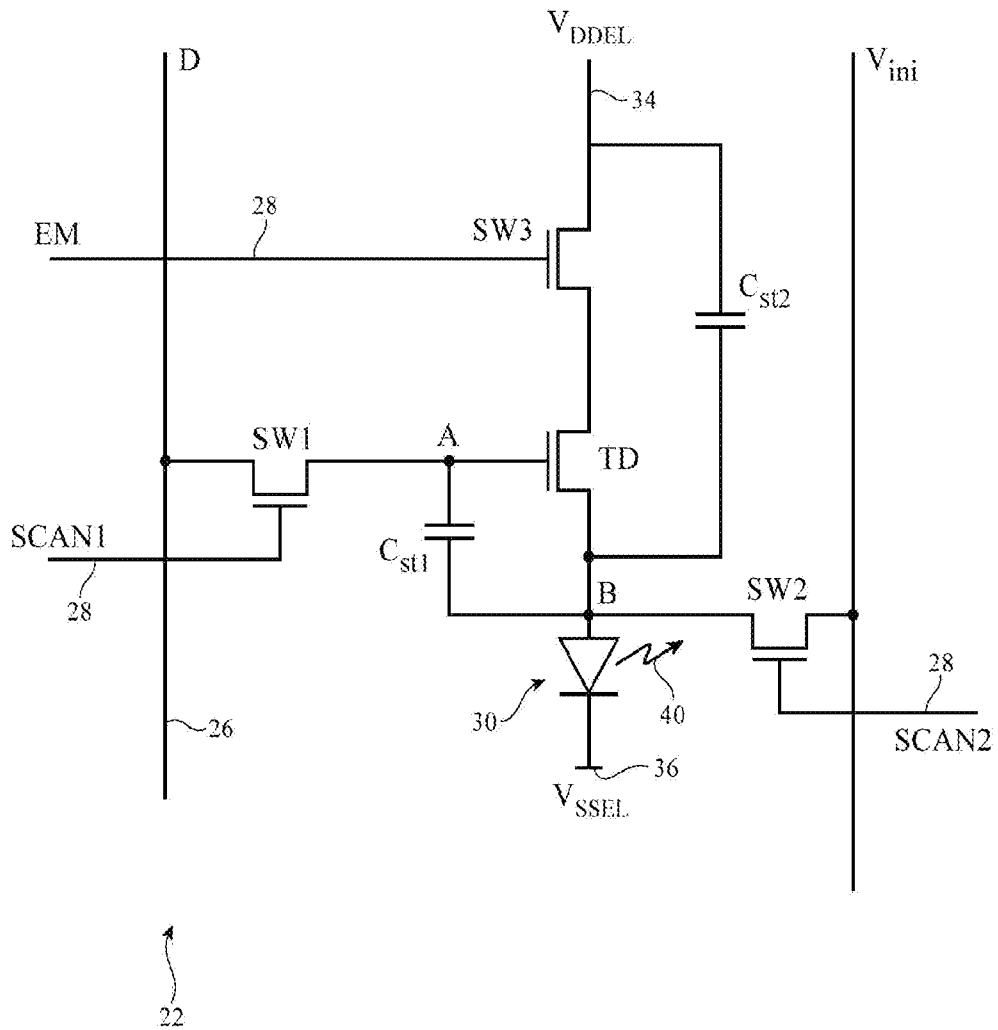 V_DDEL
D
V_ini
34
28
EM
SW3
C_st2
SW1
A
TD
SCAN1
C_st1
28
B
SW2
28
30
40
26
36
SCAN2
V_SSEL
22